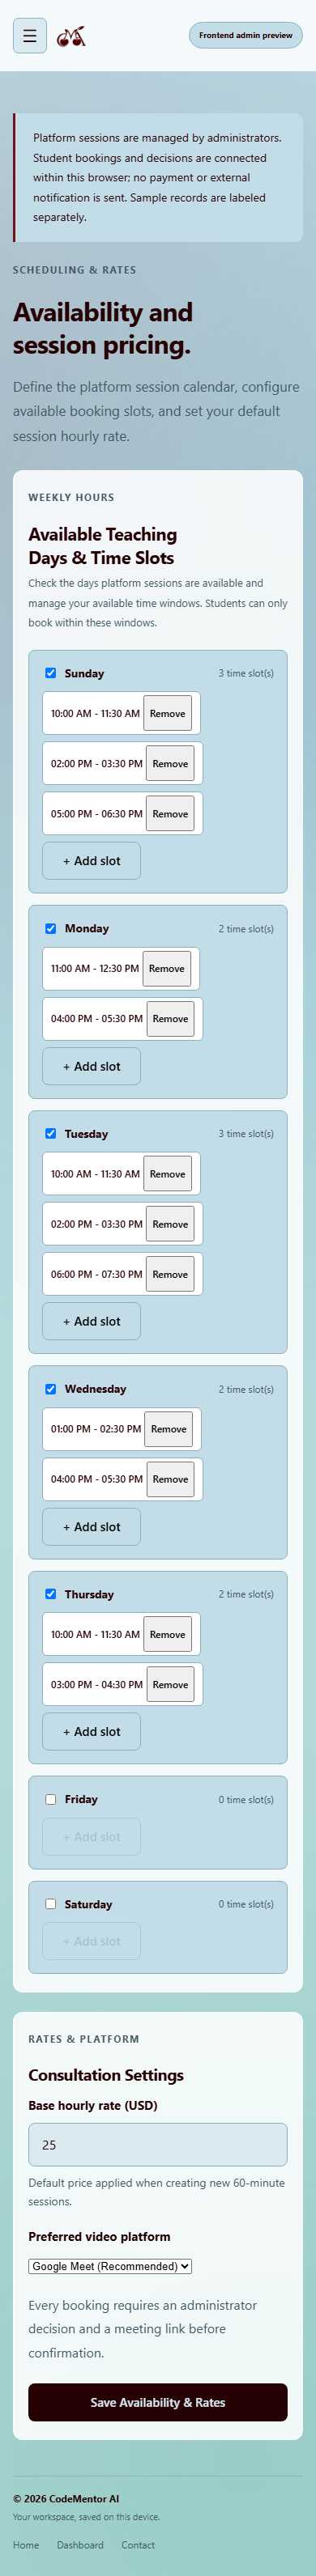 ☰
Frontend admin preview
Platform sessions are managed by administrators.
Student bookings and decisions are connected
within this browser; no payment or external
notification is sent. Sample records are labeled
separately.
SCHEDULING & RATES
Availability and
session pricing.
Define the platform session calendar, configure
available booking slots, and set your default
session hourly rate.
WEEKLY HOURS
Available Teaching
Days & Time Slots
Check the days platform sessions are available and
manage your available time windows. Students can only
book within these windows.
Sunday 3 time slot(s)
10:00 AM - 11:30 AM Remove
02:00 PM - 03:30 PM Remove
05:00 PM - 06:30 PM Remove
+ Add slot
Monday 2 time slot(s)
11:00 AM - 12:30 PM Remove
04:00 PM - 05:30 PM Remove
+ Add slot
Tuesday 3 time slot(s)
10:00 AM - 11:30 AM Remove
02:00 PM - 03:30 PM Remove
06:00 PM - 07:30 PM Remove
+ Add slot
Wednesday 2 time slot(s)
01:00 PM - 02:30 PM Remove
04:00 PM - 05:30 PM Remove
+ Add slot
Thursday 2 time slot(s)
10:00 AM - 11:30 AM Remove
03:00 PM - 04:30 PM Remove
+ Add slot
Friday 0 time slot(s)
+ Add slot
Saturday 0 time slot(s)
+ Add slot
RATES & PLATFORM
Consultation Settings
Base hourly rate (USD)
25
Default price applied when creating new 60-minute
sessions.
Preferred video platform
Google Meet (Recommended)
Every booking requires an administrator
decision and a meeting link before
confirmation.
Save Availability & Rates
© 2026 CodeMentor AI
Your workspace, saved on this device.
Home Dashboard Contact